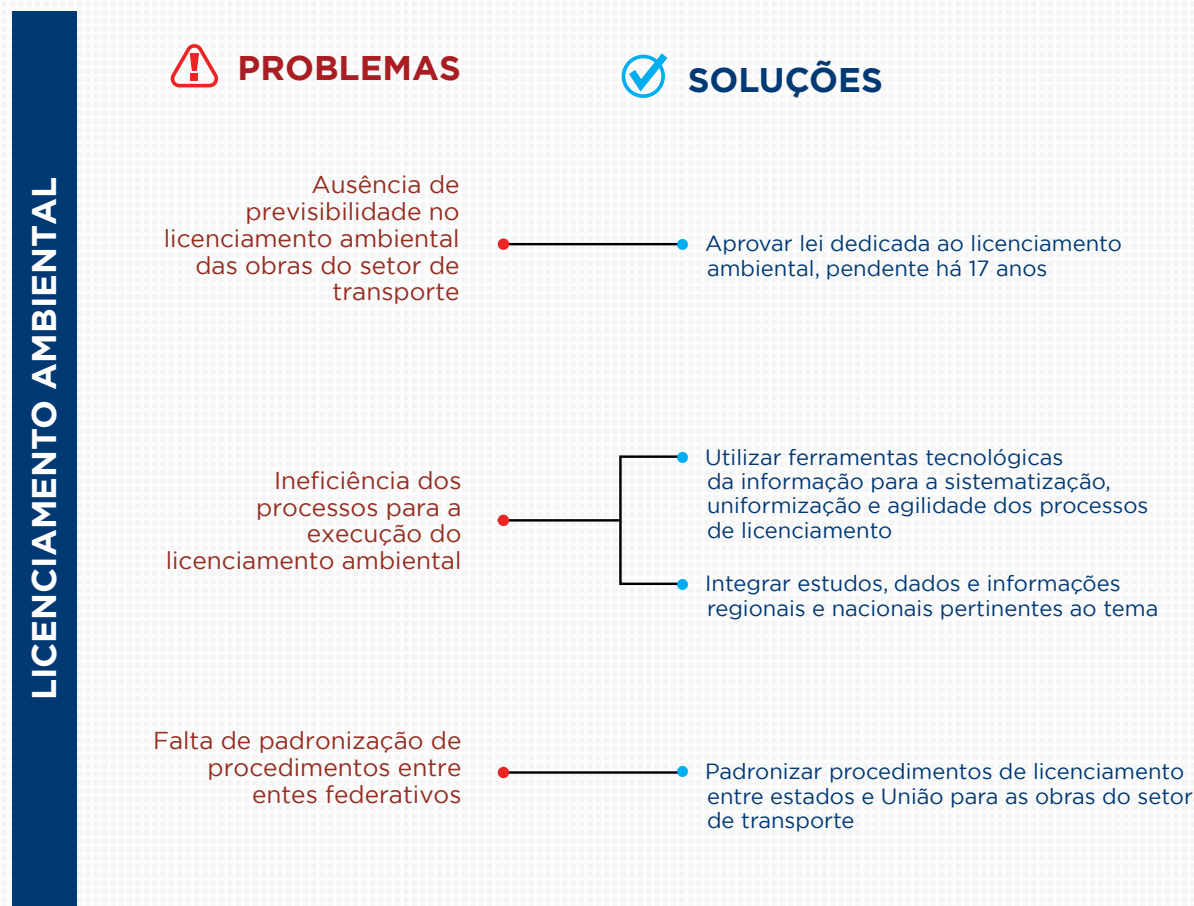 LICENCIAMENTO AMBIENTAL
PROBLEMAS
SOLUÇÕES
Ausência de
previsibilidade no
licenciamento ambiental
das obras do setor de
transporte
Aprovar lei dedicada ao licenciamento
ambiental, pendente há 17 anos
Ineficiência dos
processos para a
execução do
licenciamento ambiental
Utilizar ferramentas tecnológicas
da informação para a sistematização,
uniformização e agilidade dos processos
de licenciamento
Integrar estudos, dados e informações
regionais e nacionais pertinentes ao tema
Falta de padronização de
procedimentos entre
entes federativos
Padronizar procedimentos de licenciamento
entre estados e União para as obras do setor
de transporte